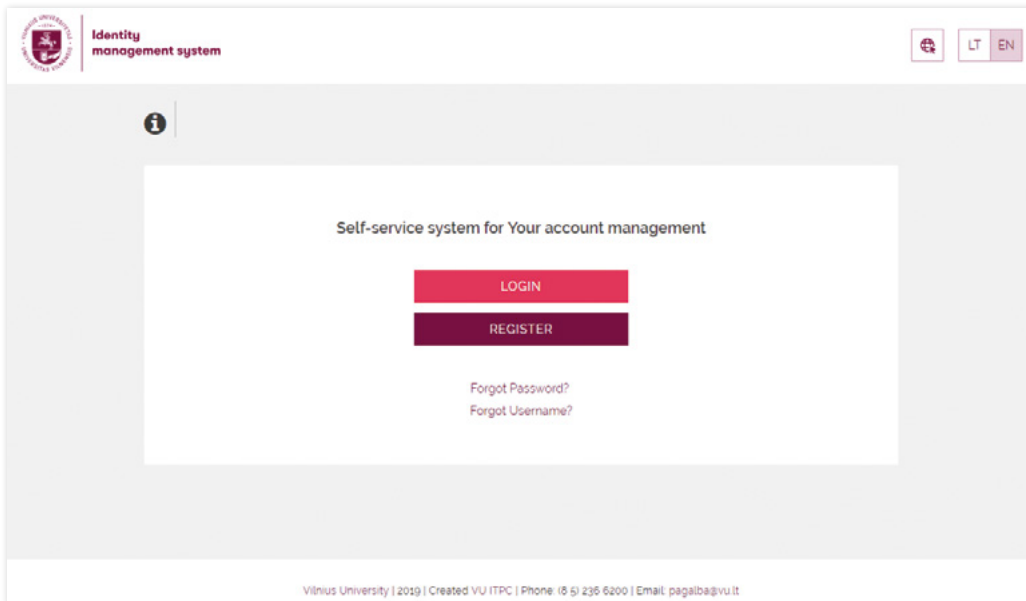 Identity
management system
LT EN
Self-service system for Your account management
LOGIN
REGISTER
Forgot Password?
Forgot Username?
Vilnius University | 2019 | Created VU ITPC | Phone: (8 5) 236 6200 | Email: pagalba@vu.lt